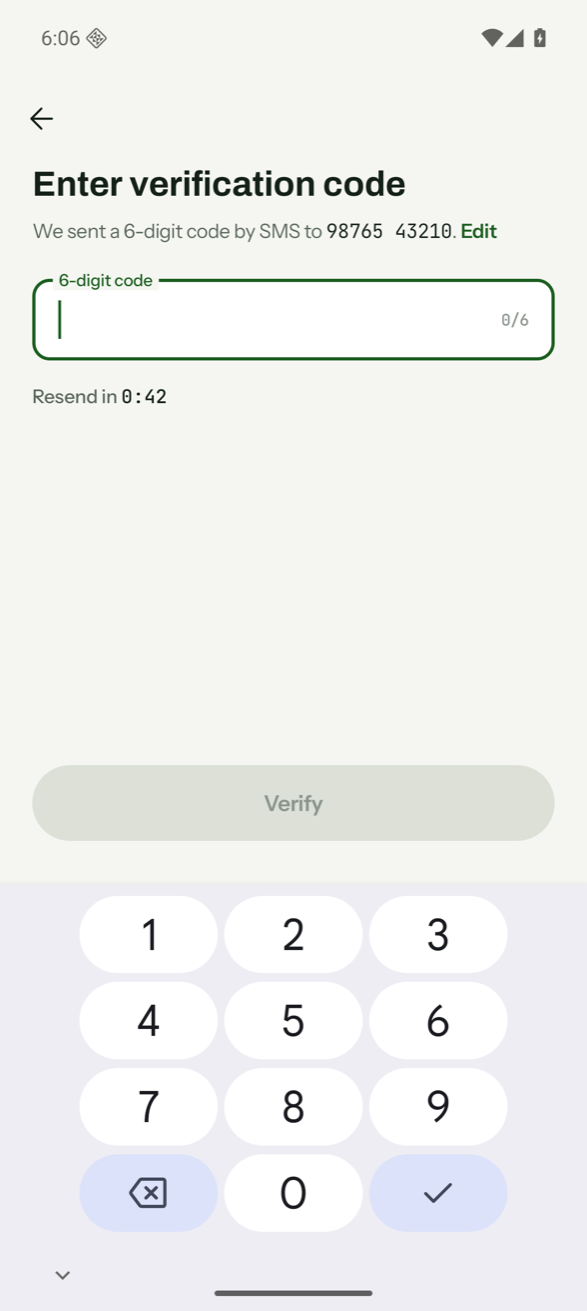 6:06
Enter verification code
We sent a 6-digit code by SMS to 98765 43210. Edit
6-digit code
0/6
Resend in 0:42
Verify
1 2 3
4 5 6
7 8 9
0